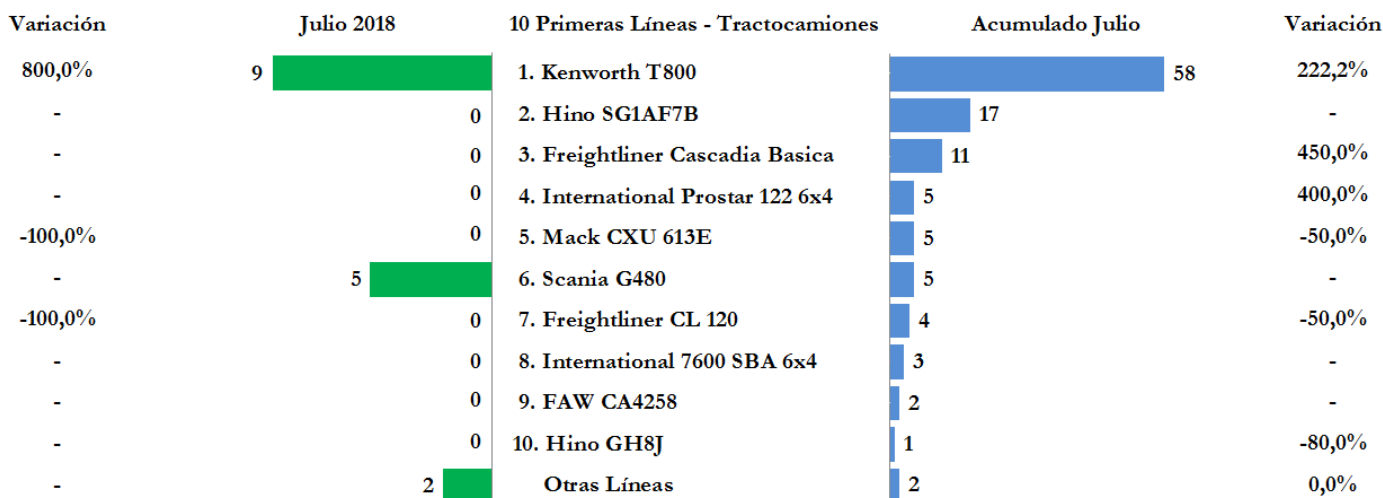 Variación Julio 2018 10 Primeras Líneas - Tractocamiones Acumulado Julio Variación
800,0% 9 1. Kenworth T800 58 222,2%
- 0 2. Hino SG1AF7B 17 -
- 0 3. Freightliner Cascadia Basica 11 450,0%
- 0 4. International Prostar 122 6x4 5 400,0%
-100,0% 0 5. Mack CXU 613E 5 -50,0%
- 5 6. Scania G480 5 -
-100,0% 0 7. Freightliner CL 120 4 -50,0%
- 0 8. International 7600 SBA 6x4 3 -
- 0 9. FAW CA4258 2 -
- 0 10. Hino GH8J 1 -80,0%
- 2 Otras Líneas 2 0,0%